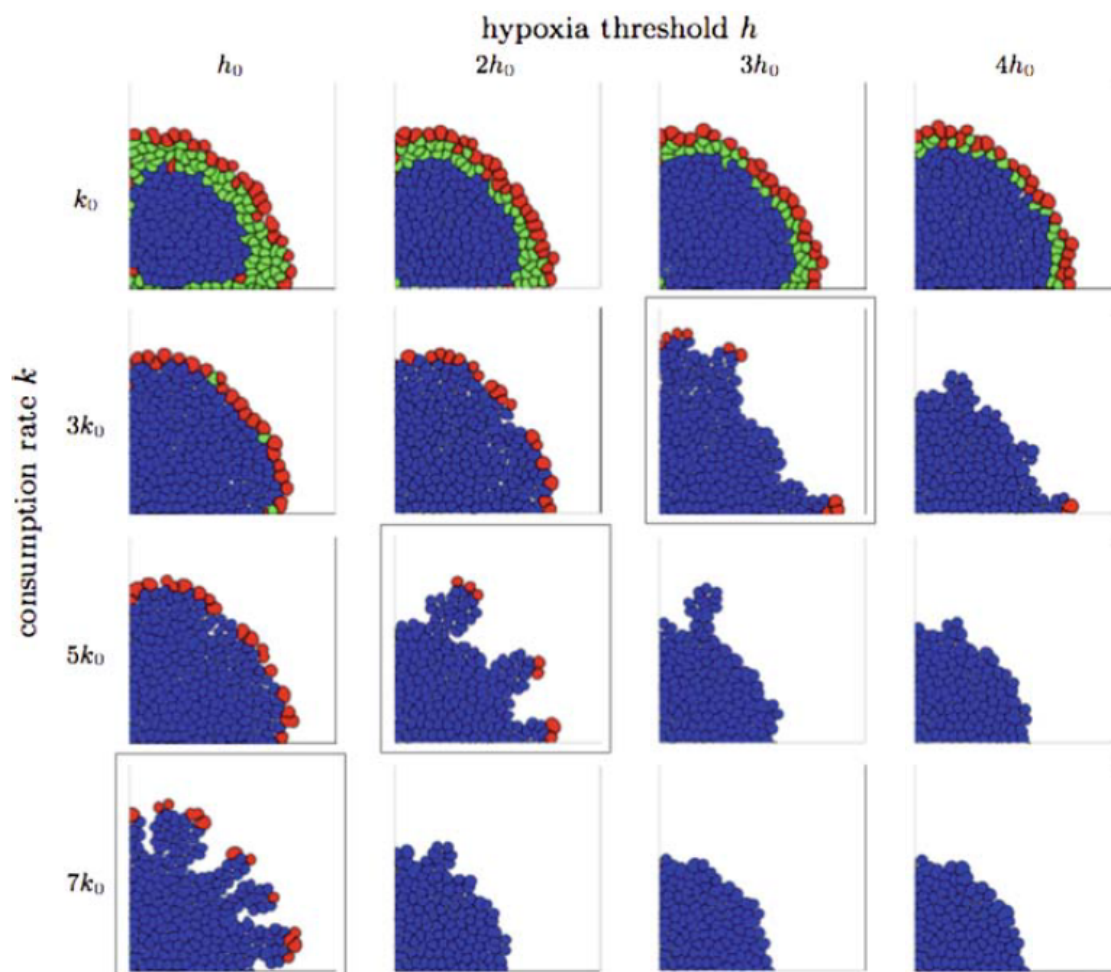 hypoxia threshold h
h₀ 2h₀ 3h₀ 4h₀
consumption rate k
k₀
3k₀
5k₀
7k₀